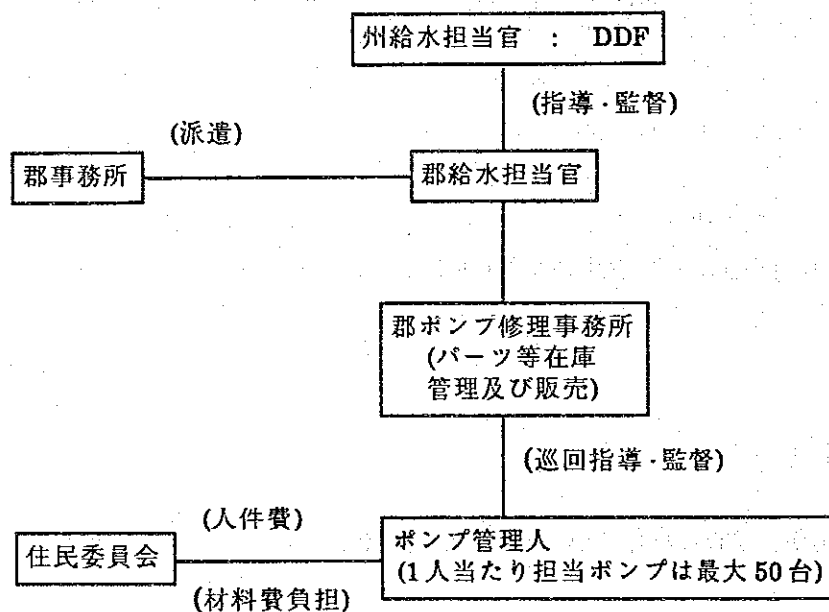 州給水担当官 : DDF
(指導・監督)
(派遣)
郡事務所
郡給水担当官
郡ポンプ修理事務所
(パーツ等在庫
管理及び販売)
(巡回指導・監督)
(人件費)
住民委員会
(材料費負担)
ポンプ管理人
(1人当たり担当ポンプは最大50台)